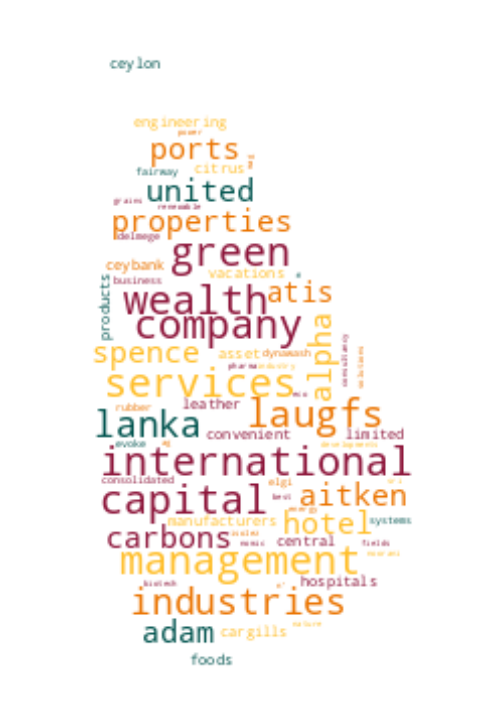 ceylon
engineering
power
ports
fairway citrus
united
grains renewable
properties
delmege
green
ceybank
vacations
business
products
wealth atis
company
alpha
spence asset dynawash
pharma industry
services
leather
rubber
laugfs
lanka
convenient limited
evoke
developments
international
consolidated elgi
capital best aitken
energy
manufacturers hotel systems
carbons central fields
management
biotech hospitals
industries
adam cargills
foods